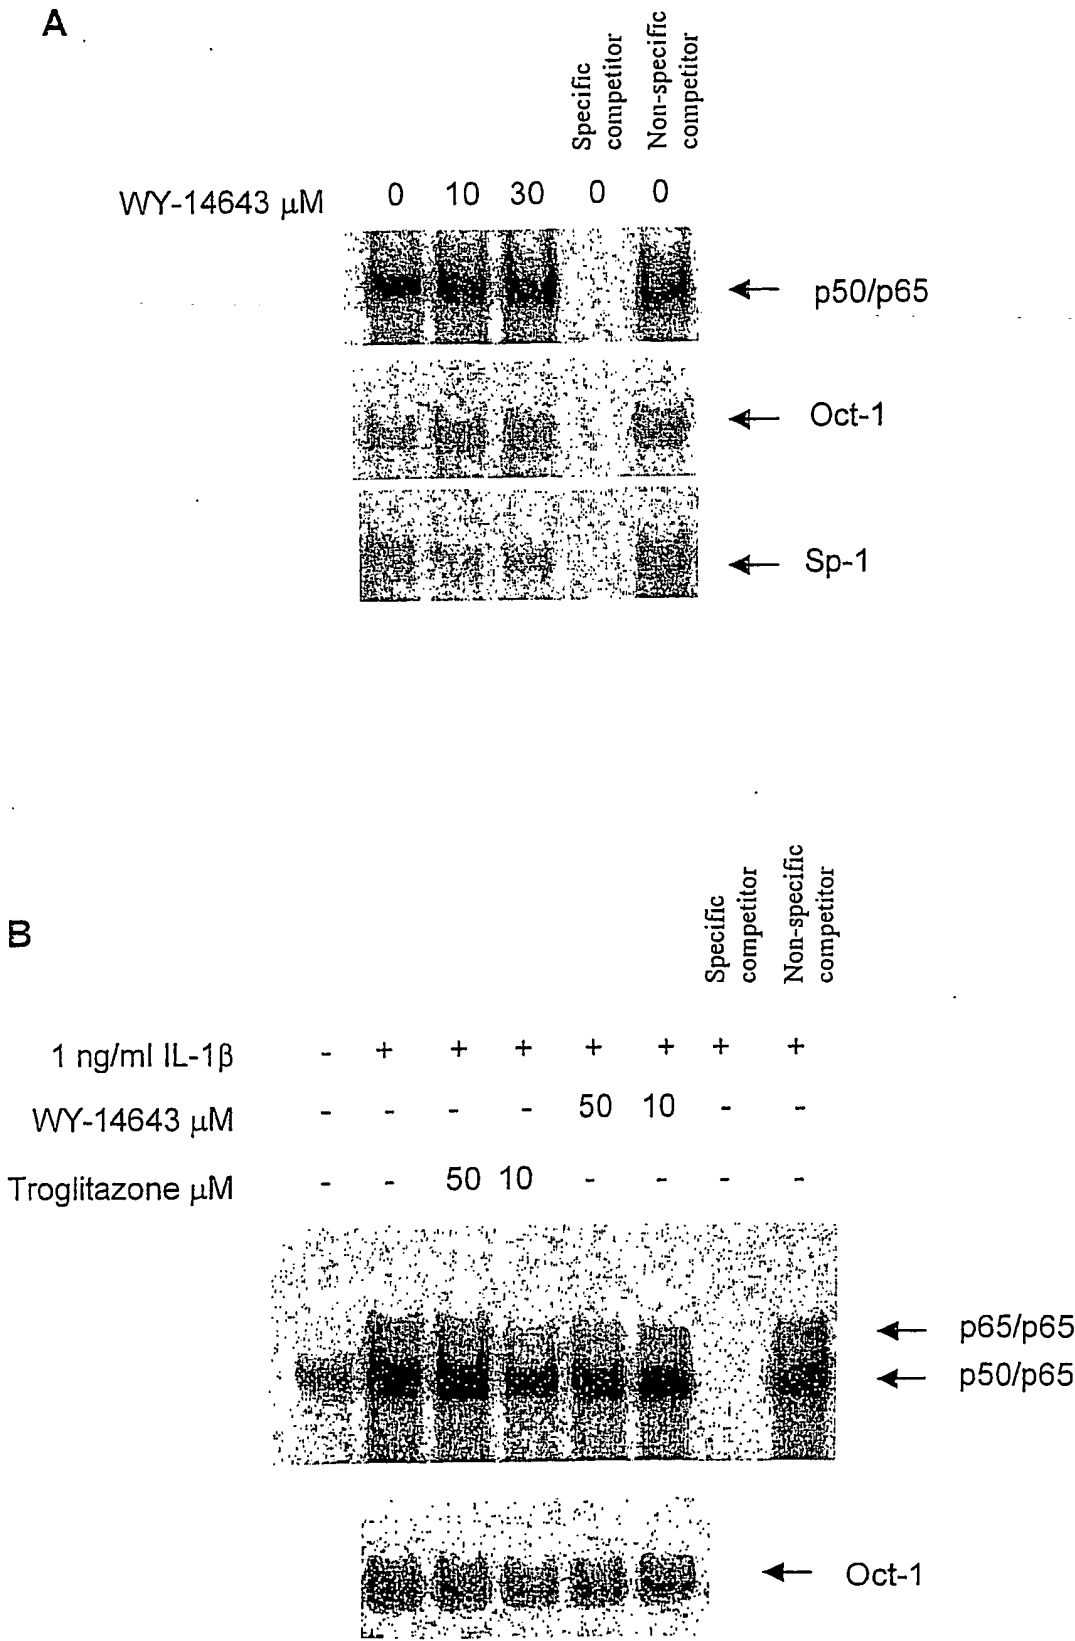 A
Specific
competitor
Non-specific
competitor
WY-14643 μM 0 10 30 0 0
p50/p65
Oct-1
Sp-1
B
Specific
competitor
Non-specific
competitor
1 ng/ml IL-1β - + + + + + + +
WY-14643 μM - - - - 50 10 - -
Troglitazone μM - - 50 10 - - - -
p65/p65
p50/p65
Oct-1